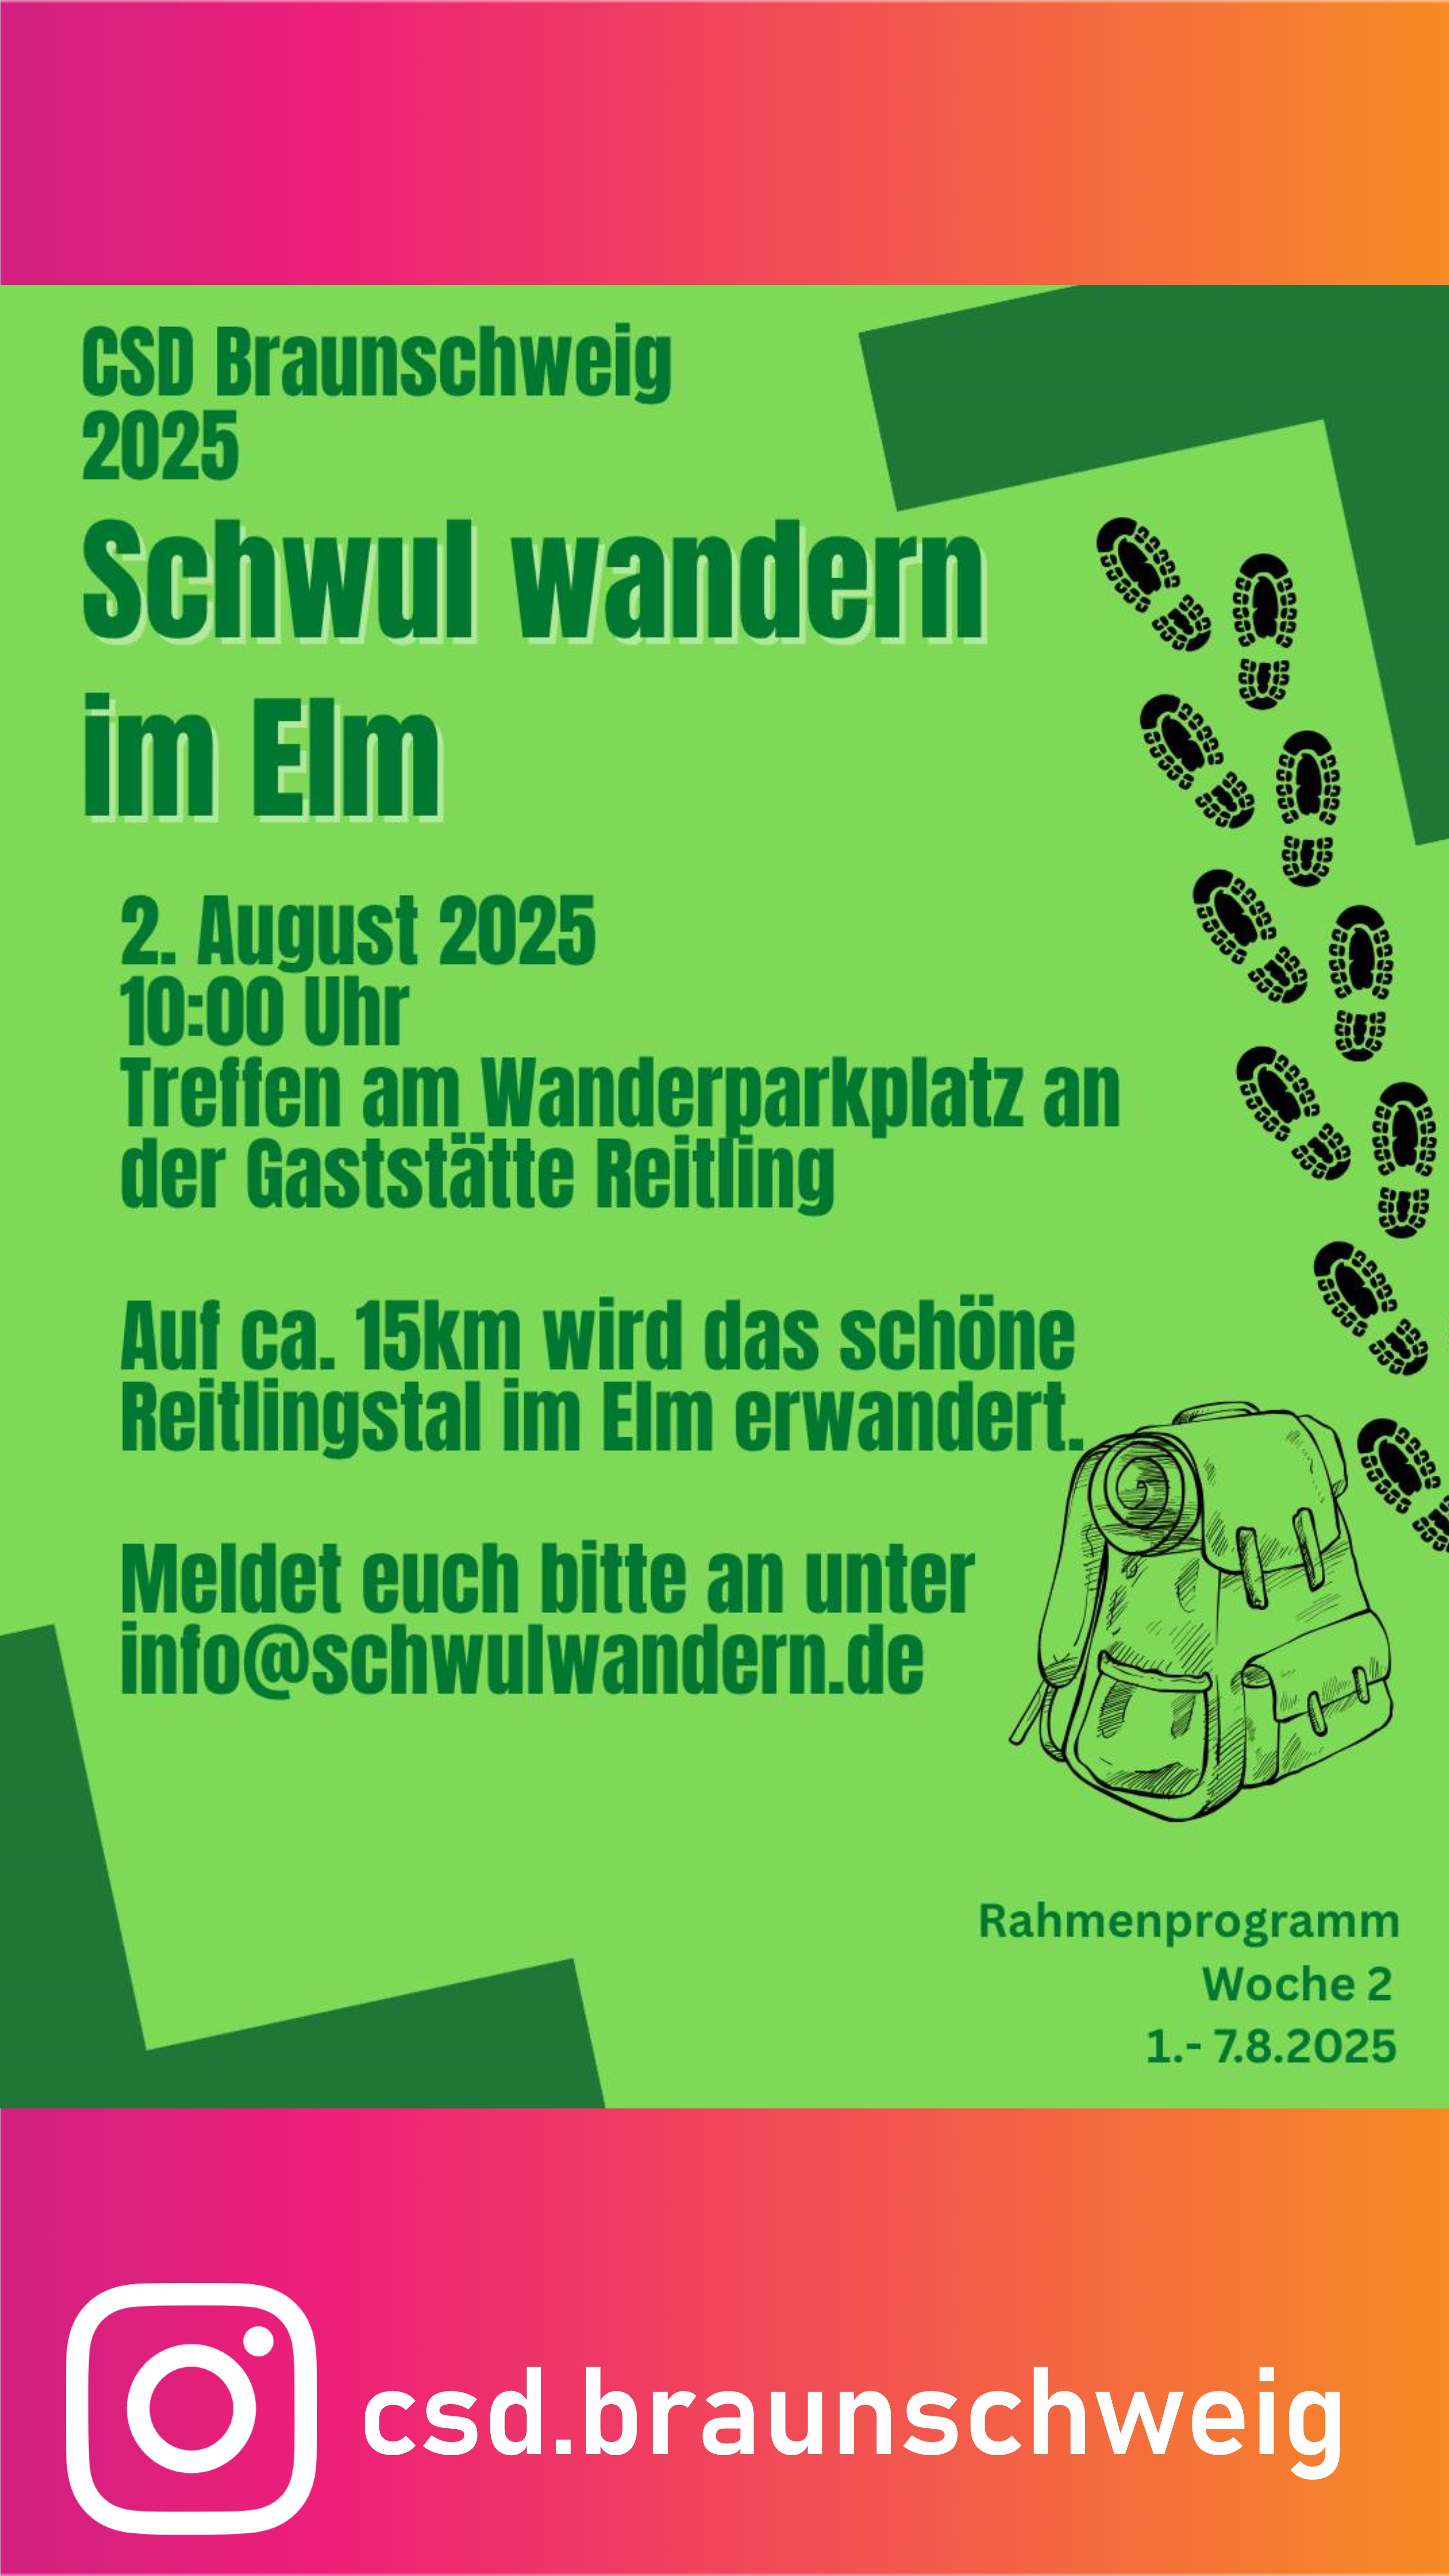 CSD Braunschweig
2025
Schwul wandern
im Elm
2. August 2025
10:00 Uhr
Treffen am Wanderparkplatz an
der Gaststätte Reitling
Auf ca. 15km wird das schöne
Reitlingstal im Elm erwandert.
Meldet euch bitte an unter
info@schwulwandern.de
Rahmenprogramm
Woche 2
1.- 7.8.2025
csd.braunschweig